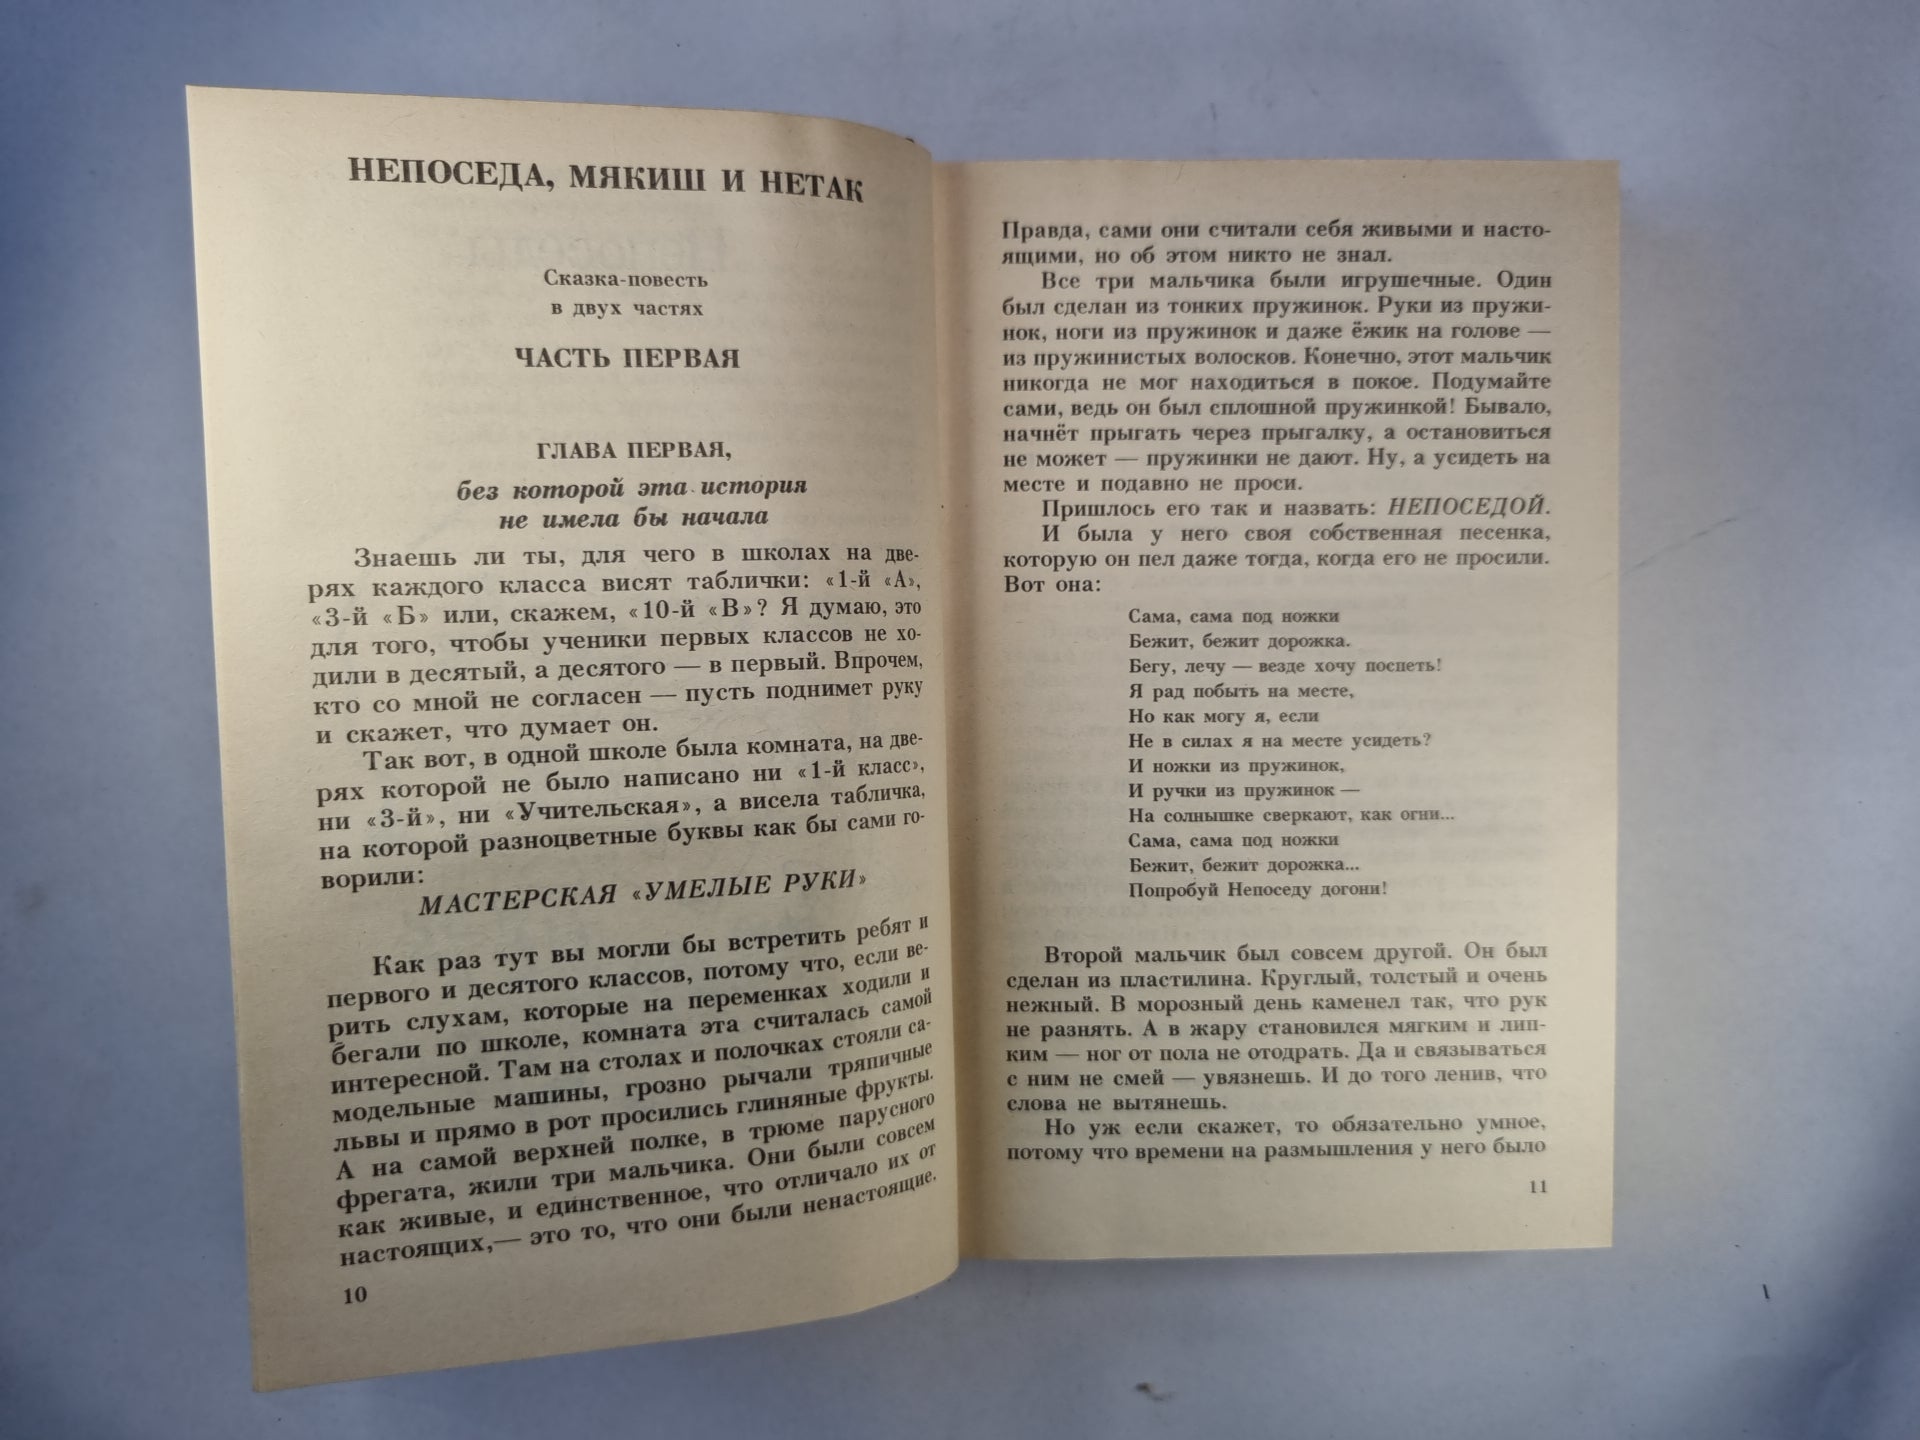 НЕПОСЕДА, МЯКИШ И НЕТАК
Сказка-повесть
в двух частях
ЧАСТЬ ПЕРВАЯ
ГЛАВА ПЕРВАЯ,
без которой эта история
не имела бы начала
Знаешь ли ты, для чего в школах на две-
рях каждого класса висят таблички: «1-й «А»,
«3-й «Б» или, скажем, «10-й «В»? Я думаю, это
для того, чтобы ученики первых классов не хо-
дили в десятый, а десятого — в первый. Впрочем,
кто со мной не согласен — пусть поднимет руку
и скажет, что думает он.
Так вот, в одной школе была комната, на две-
рях которой не было написано ни «1-й класс»,
ни «3-й», ни «Учительская», а висела табличка,
на которой разноцветные буквы как бы сами го-
ворили:
МАСТЕРСКАЯ «УМЕЛЫЕ РУКИ»
Как раз тут вы могли бы встретить ребят и
первого и десятого классов, потому что, если ве-
рить слухам, которые на переменках ходили и
бегали по школе, комната эта считалась самой
интересной. Там на столах и полочках стояли са-
модельные машины, грозно рычали тряпичные
львы и прямо в рот просились глиняные фрукты.
А на самой верхней полке, в трюме парусного
фрегата, жили три мальчика. Они были совсем
как живые, и единственное, что отличало их от
настоящих,— это то, что они были ненастоящие.
10
Правда, сами они считали себя живыми и насто-
ящими, но об этом никто не знал.
Все три мальчика были игрушечные. Один
был сделан из тонких пружинок. Руки из пружи-
нок, ноги из пружинок и даже ёжик на голове —
из пружинистых волосков. Конечно, этот мальчик
никогда не мог находиться в покое. Подумайте
сами, ведь он был сплошной пружинкой! Бывало,
начнёт прыгать через прыгалку, а остановиться
не может — пружинки не дают. Ну, а усидеть на
месте и подавно не проси.
Пришлось его так и назвать: НЕПОСЕДОЙ.
И была у него своя собственная песенка,
которую он пел даже тогда, когда его не просили.
Вот она:
Сама, сама под ножки
Бежит, бежит дорожка.
Бегу, лечу — везде хочу поспеть!
Я рад побыть на месте,
Но как могу я, если
Не в силах я на месте усидеть?
И ножки из пружинок,
И ручки из пружинок —
На солнышке сверкают, как огни...
Сама, сама под ножки
Бежит, бежит дорожка...
Попробуй Непоседу догони!
Второй мальчик был совсем другой. Он был
сделан из пластилина. Круглый, толстый и очень
нежный. В морозный день каменел так, что рук
не разнять. А в жару становился мягким и лип-
ким — ног от пола не отодрать. Да и связываться
с ним не смей — увязнешь. И до того ленив, что
слова не вытянешь.
Но уж если скажет, то обязательно умное,
потому что времени на размышления у него было
11